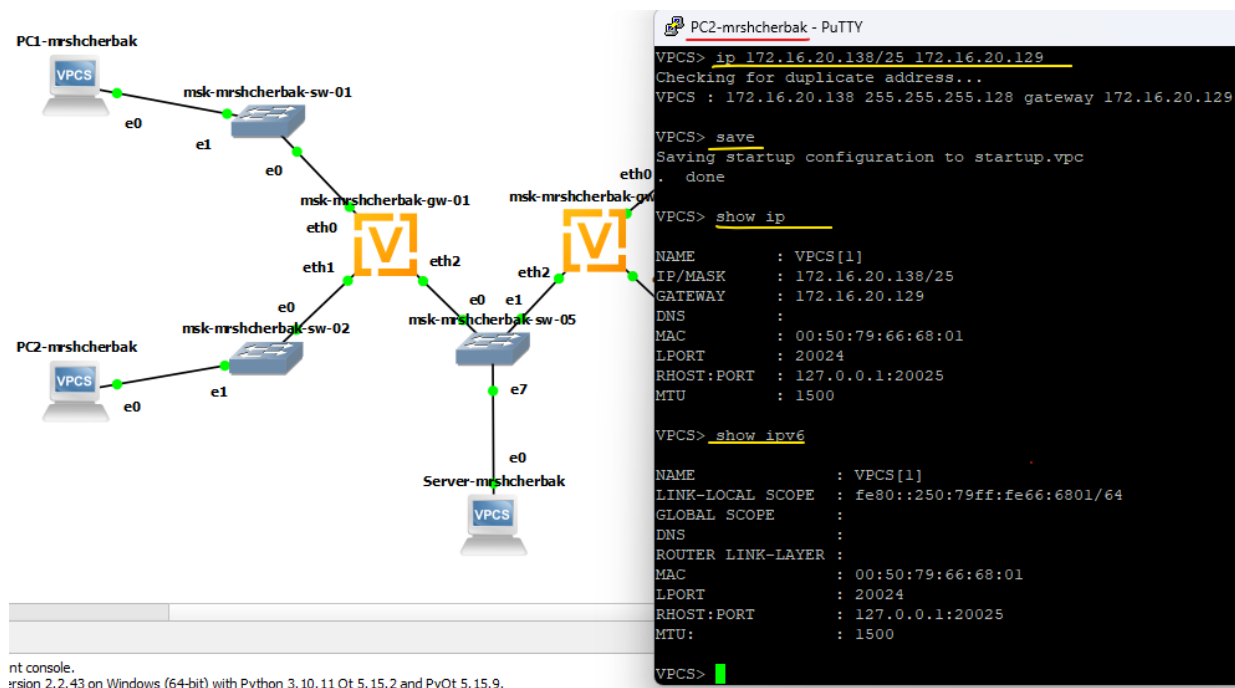 PC1-mrshcherbak
VPCS
msk-mrshcherbak-sw-01
e0
e1
e0
eth0
msk-mrshcherbak-gw-01
msk-mrshcherbak-gw
eth0
V
V
eth1
eth2
eth2
e0
e0
e1
msk-mrshcherbak-sw-02
msk-mrshcherbak-sw-05
PC2-mrshcherbak
VPCS
e1
e7
e0
e0
Server-mrshcherbak
VPCS
nt console.
ersion 2.2.43 on Windows (64-bit) with Python 3.10.11 Qt 5.15.2 and PyQt 5.15.9.
PC2-mrshcherbak - PuTTY
VPCS> ip 172.16.20.138/25 172.16.20.129
Checking for duplicate address...
VPCS : 172.16.20.138 255.255.255.128 gateway 172.16.20.129
VPCS> save
Saving startup configuration to startup.vpc
. done
VPCS> show ip
NAME : VPCS[1]
IP/MASK : 172.16.20.138/25
GATEWAY : 172.16.20.129
DNS :
MAC : 00:50:79:66:68:01
LPORT : 20024
RHOST:PORT : 127.0.0.1:20025
MTU : 1500
VPCS> show ipv6
NAME : VPCS[1]
LINK-LOCAL SCOPE : fe80::250:79ff:fe66:6801/64
GLOBAL SCOPE :
DNS :
ROUTER LINK-LAYER :
MAC : 00:50:79:66:68:01
LPORT : 20024
RHOST:PORT : 127.0.0.1:20025
MTU: : 1500
VPCS>